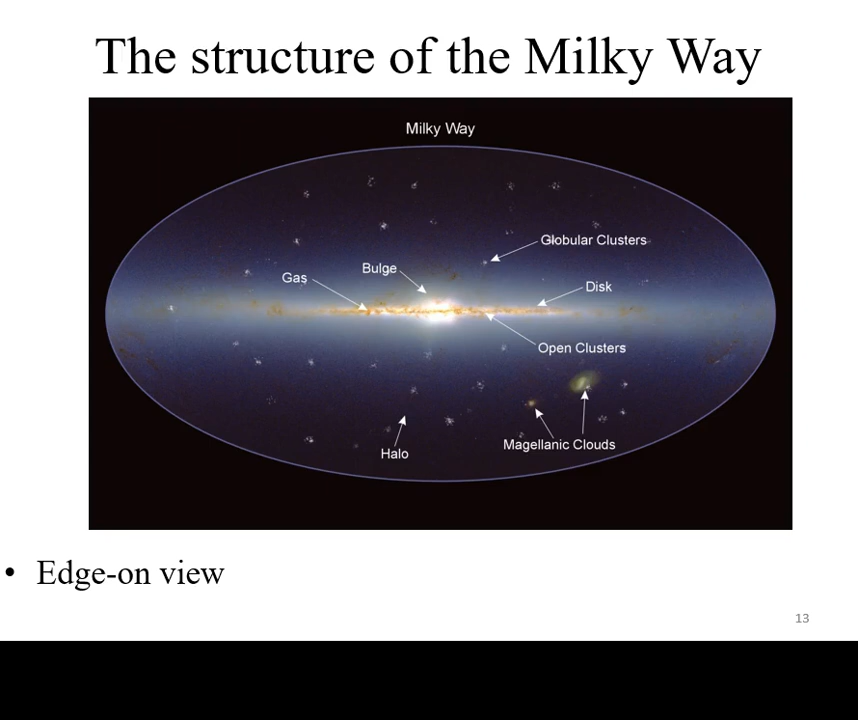 The structure of the Milky Way
Milky Way
Globular Clusters
Bulge
Gas
Disk
Open Clusters
Magellanic Clouds
Halo
• Edge-on view
13